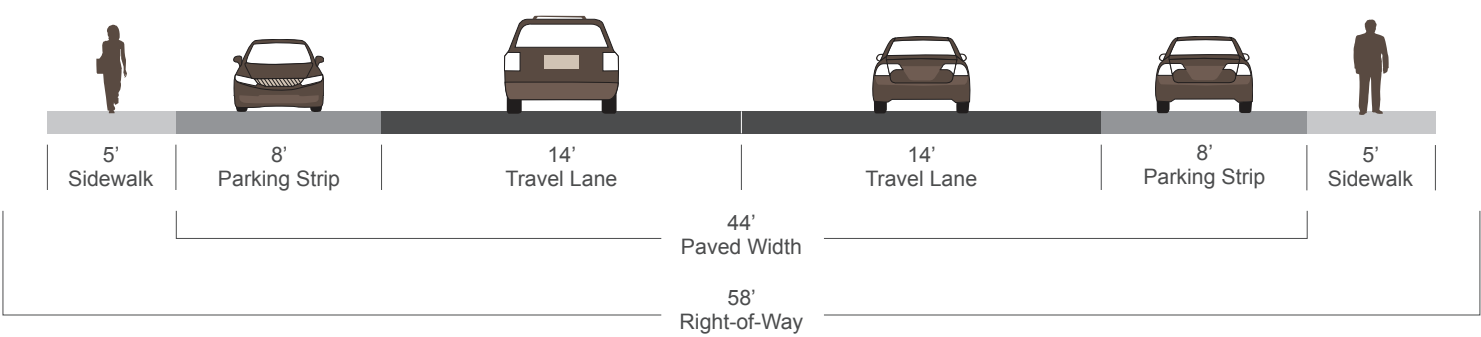 5’
Sidewalk
8’
Parking Strip
14’
Travel Lane
14’
Travel Lane
8’
Parking Strip
5’
Sidewalk
44’
Paved Width
58’
Right-of-Way